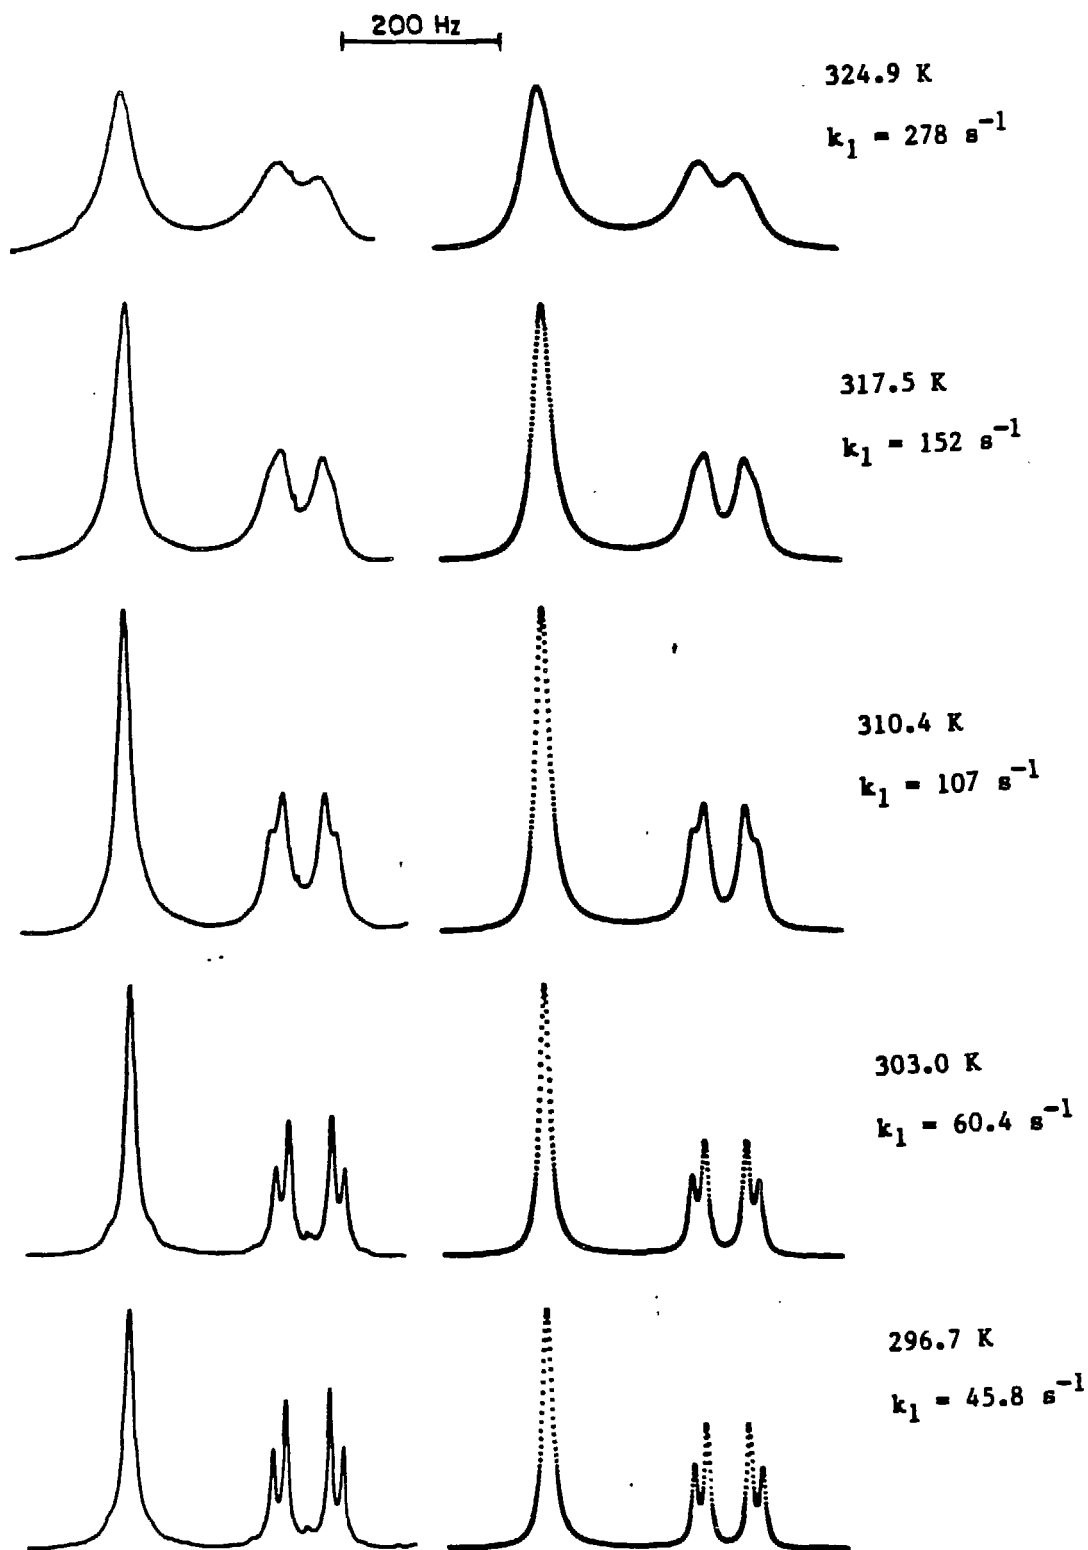 200 Hz
324.9 K
k₁ = 278 s⁻¹
317.5 K
k₁ = 152 s⁻¹
310.4 K
k₁ = 107 s⁻¹
303.0 K
k₁ = 60.4 s⁻¹
296.7 K
k₁ = 45.8 s⁻¹